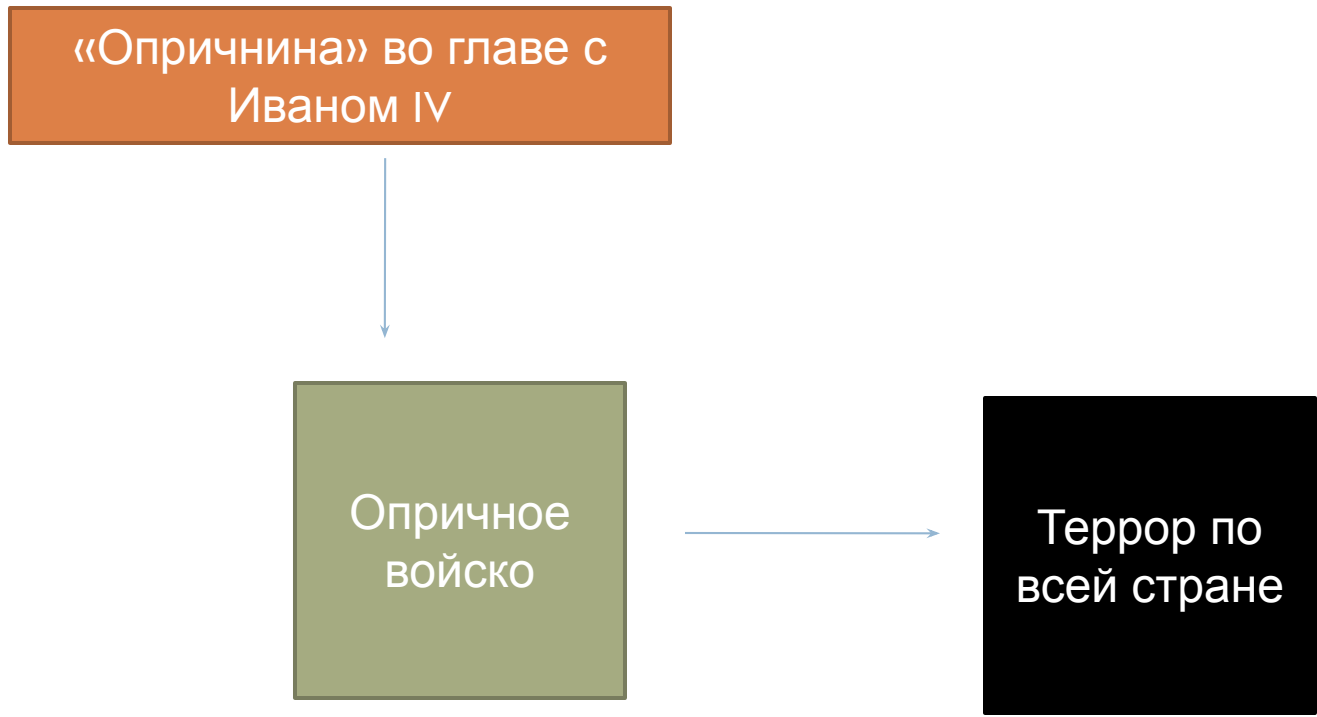 «Опричнина» во главе с
Иваном IV
Опричное
войско
Террор по
всей стране